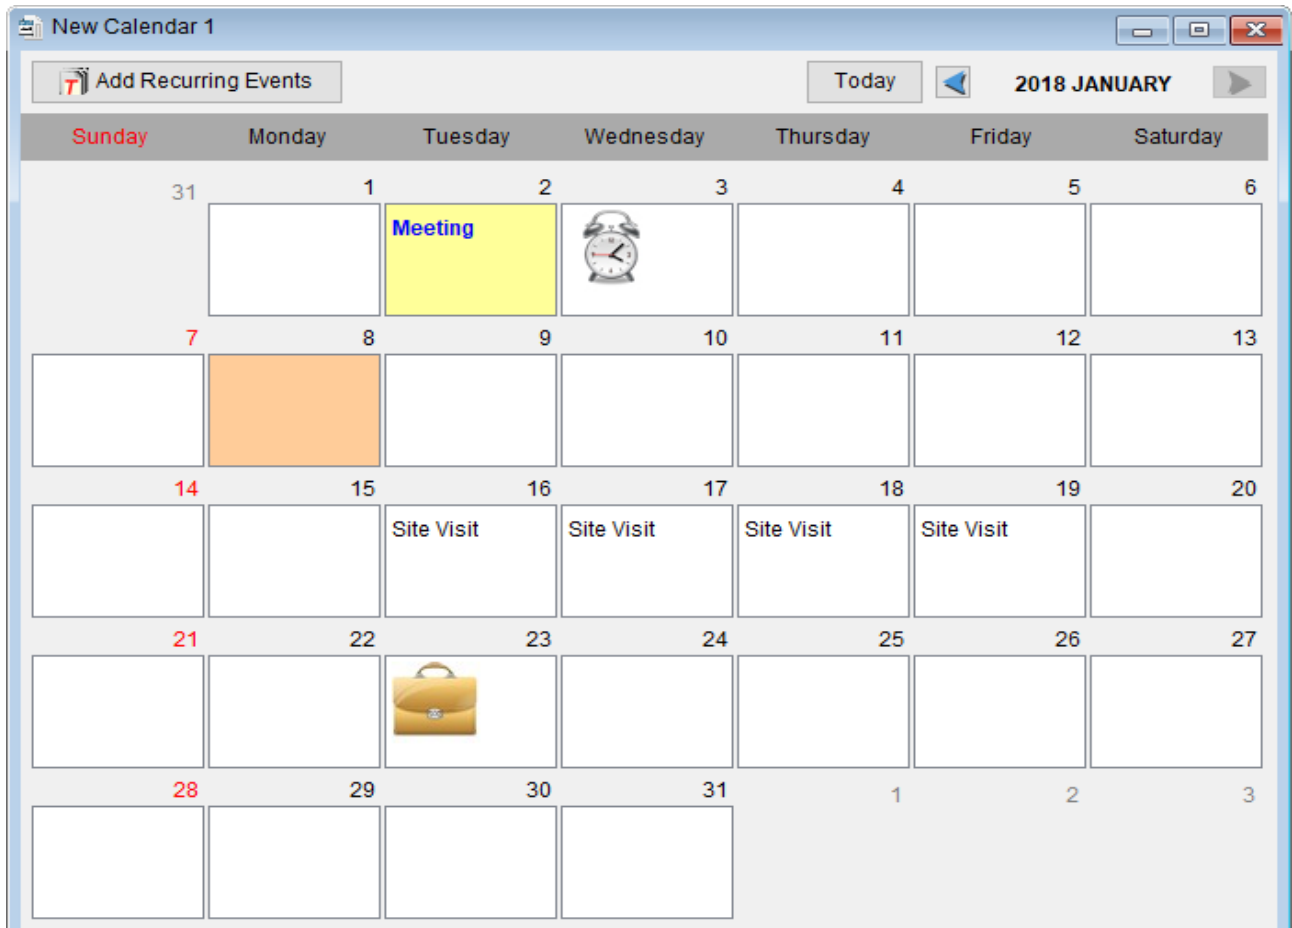 New Calendar 1
Add Recurring Events Today 2018 JANUARY
Sunday Monday Tuesday Wednesday Thursday Friday Saturday
31 1 2 3 4 5 6
Meeting
7 8 9 10 11 12 13
14 15 16 17 18 19 20
Site Visit Site Visit Site Visit Site Visit
21 22 23 24 25 26 27
28 29 30 31 1 2 3